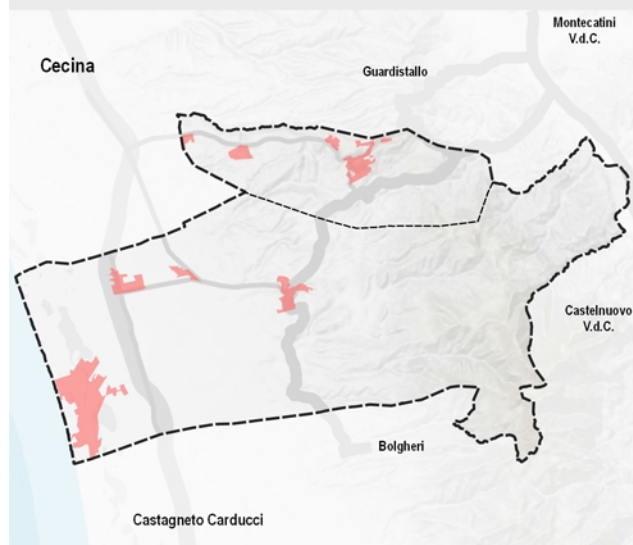 Montecatini
V.d.C.
Cecina
Guardistallo
Castelnuovo
V.d.C.
Bolgheri
Castagneto Carducci